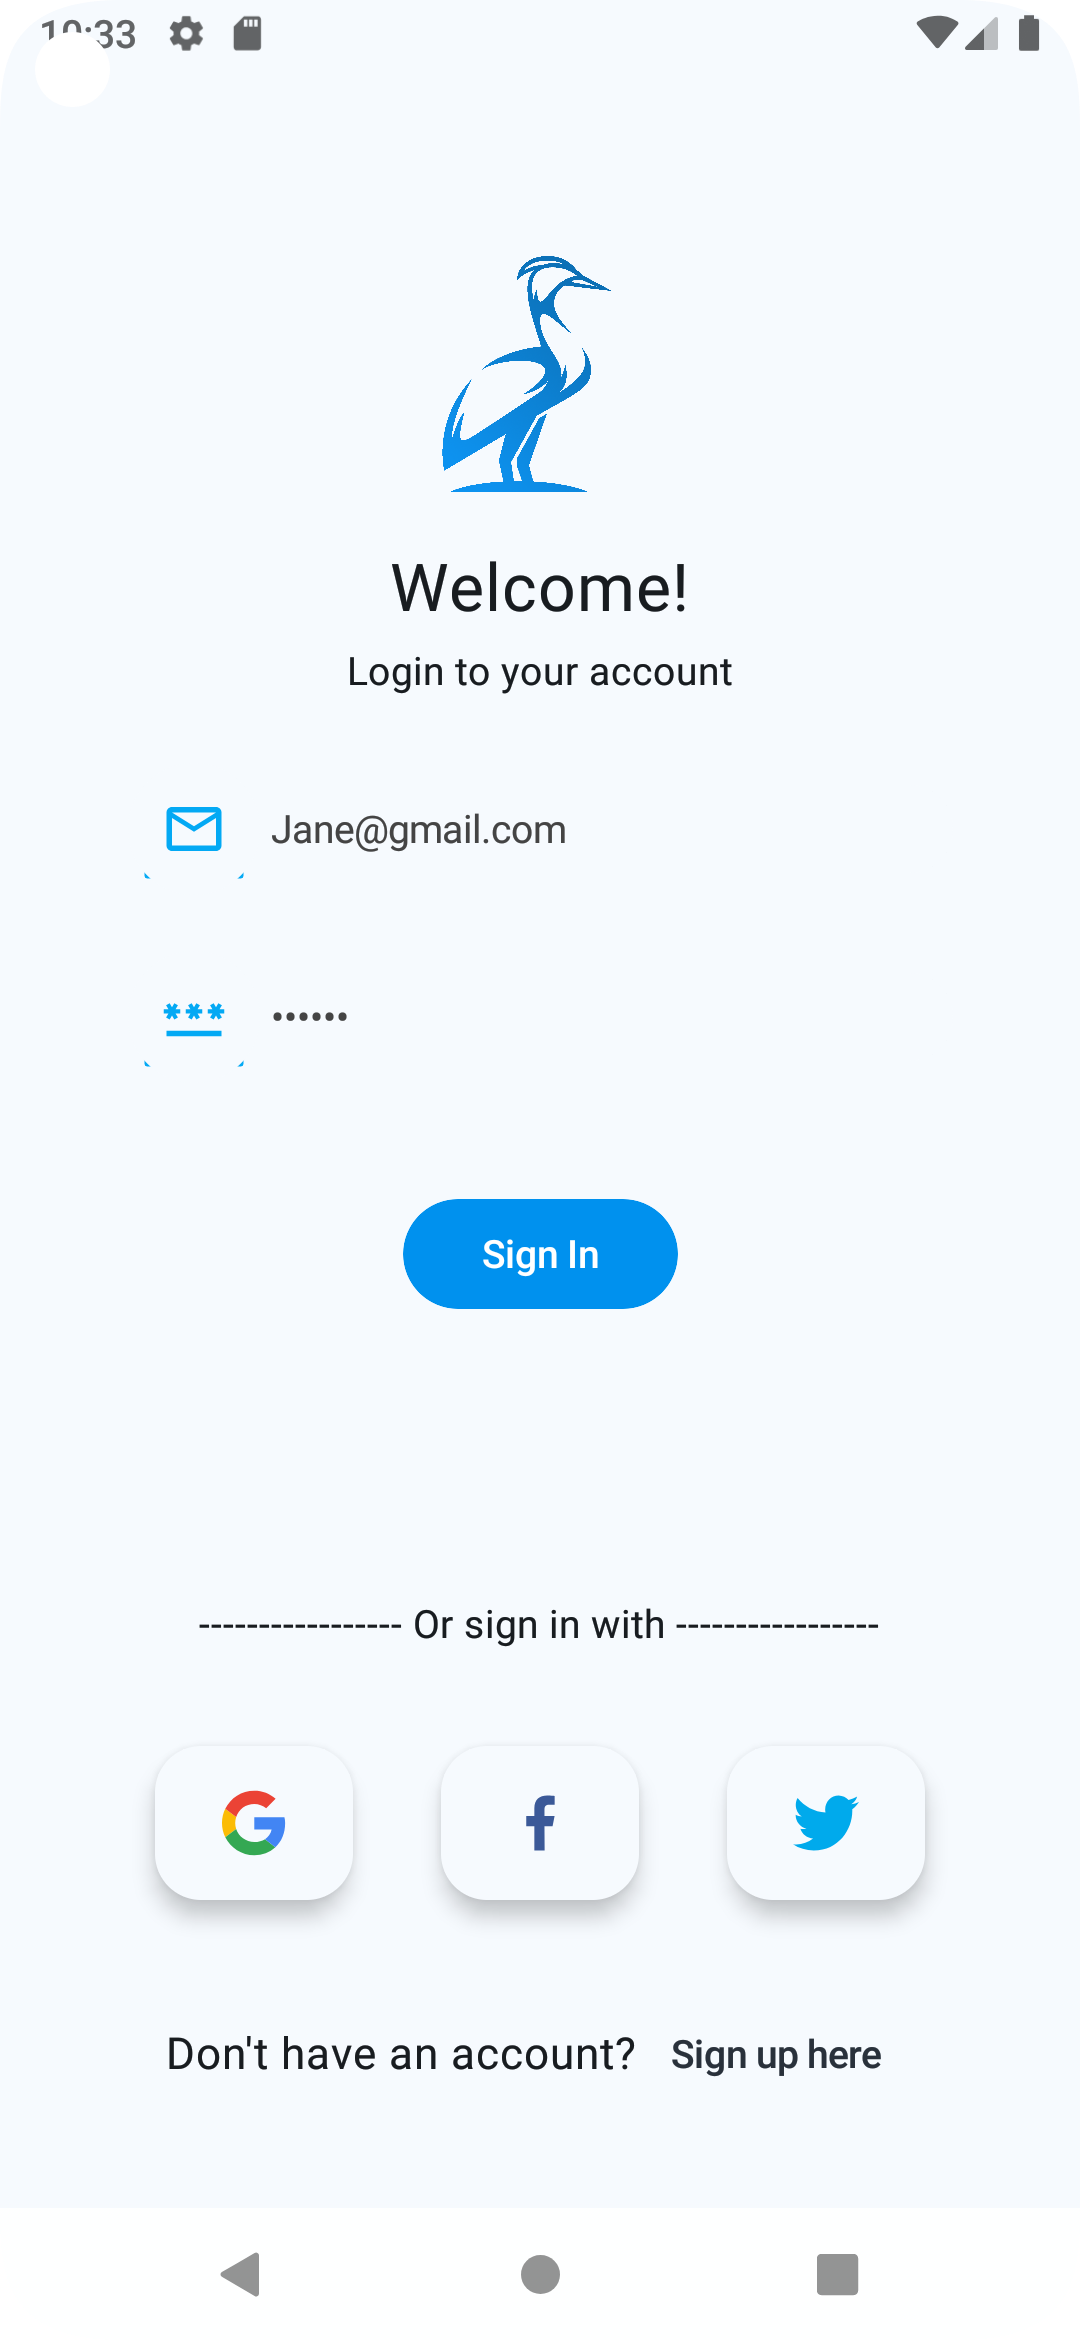 10:33
Welcome!
Login to your account
Jane@gmail.com
••••••
Sign In
----------------- Or sign in with -----------------
Don't have an account? Sign up here